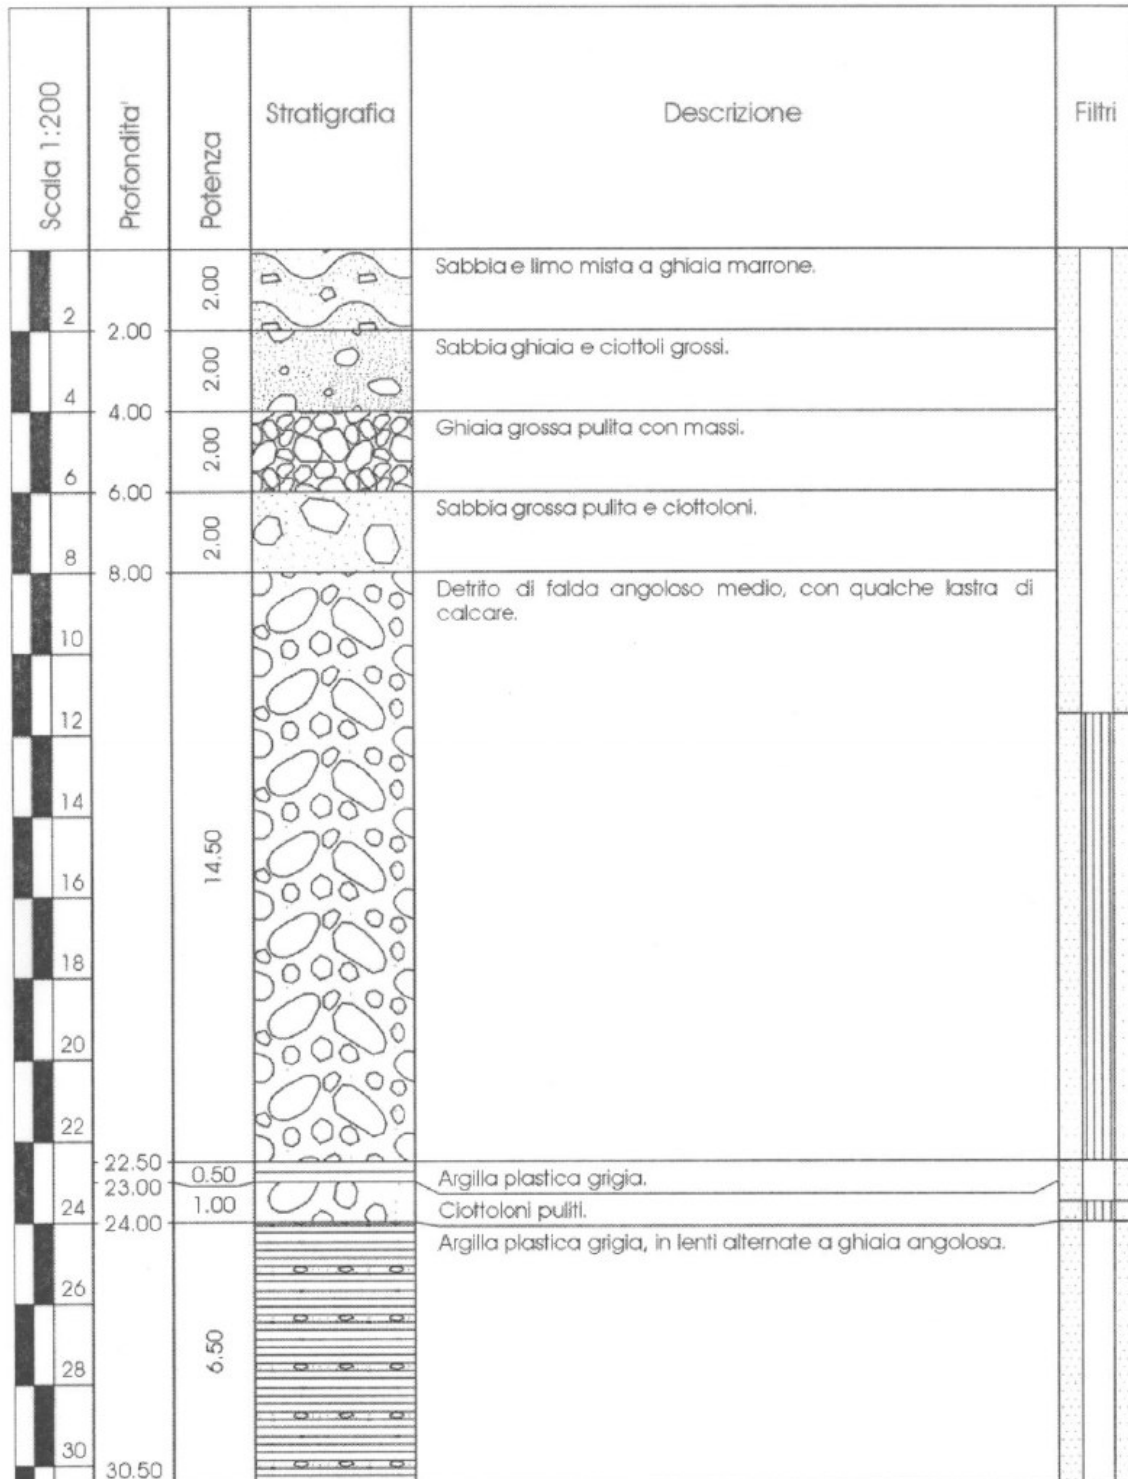 Scala 1:200
Profondita'
Potenza
Stratigrafia
Descrizione
Filtri
2.00
Sabbia e limo mista a ghiaia marrone.
2
2.00
2.00
Sabbia ghiaia e ciottoli grossi.
4
4.00
2.00
Ghiaia grossa pulita con massi.
6
6.00
2.00
Sabbia grossa pulita e ciottoloni.
8
8.00
Detrito di falda angoloso medio, con qualche lastra di
calcare.
10
12
14
14.50
16
18
20
22
22.50
0.50
Argilla plastica grigia.
23.00
1.00
Ciottoloni puliti.
24
24.00
Argilla plastica grigia, in lenti alternate a ghiaia angolosa.
26
6.50
28
30
30.50